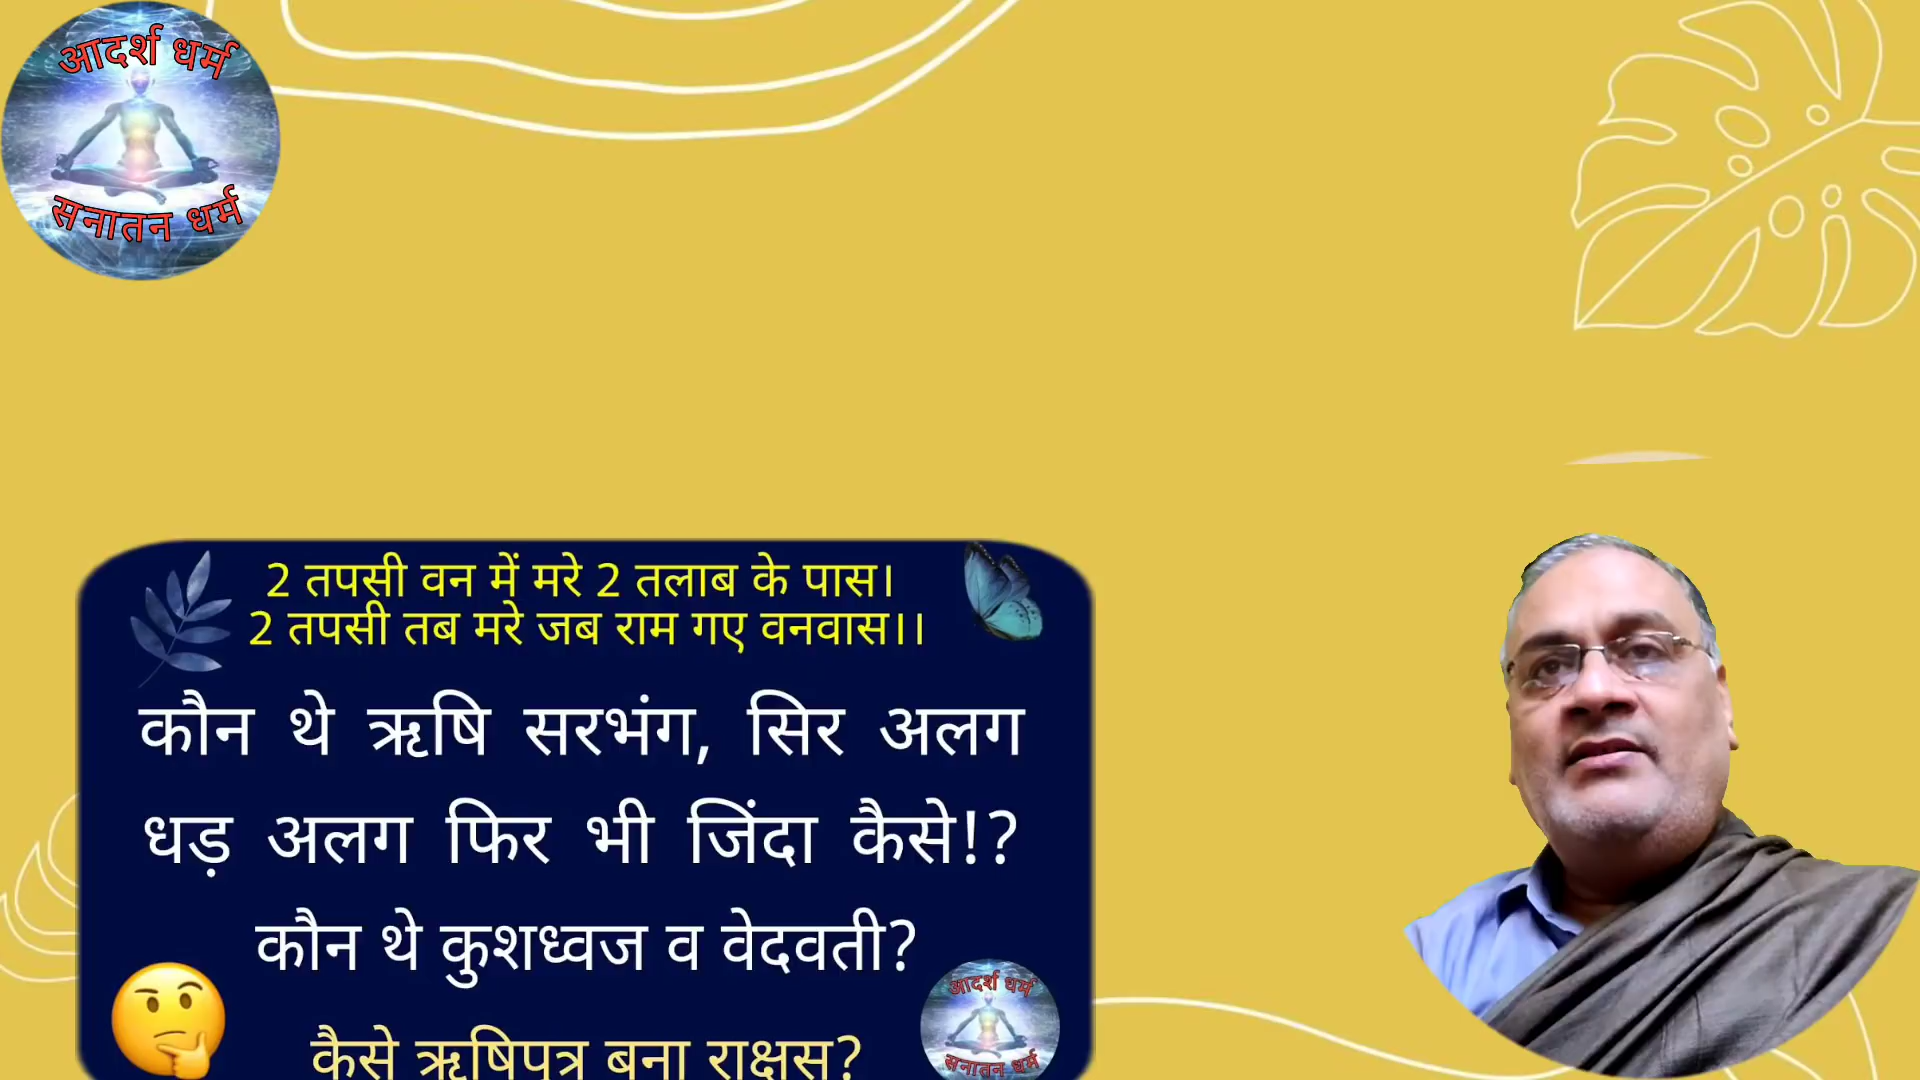 आदर्श धर्म
सनातन धर्म
2 तपसी वन में मरे 2 तलाब के पास।
2 तपसी तब मरे जब राम गए वनवास।।
कौन थे ऋषि सरभंग, सिर अलग
धड़ अलग फिर भी जिंदा कैसे!?
कौन थे कुशध्वज व वेदवती?
कैसे ऋषिपुत्र बना राक्षस?
आदर्श धर्म
सनातन धर्म